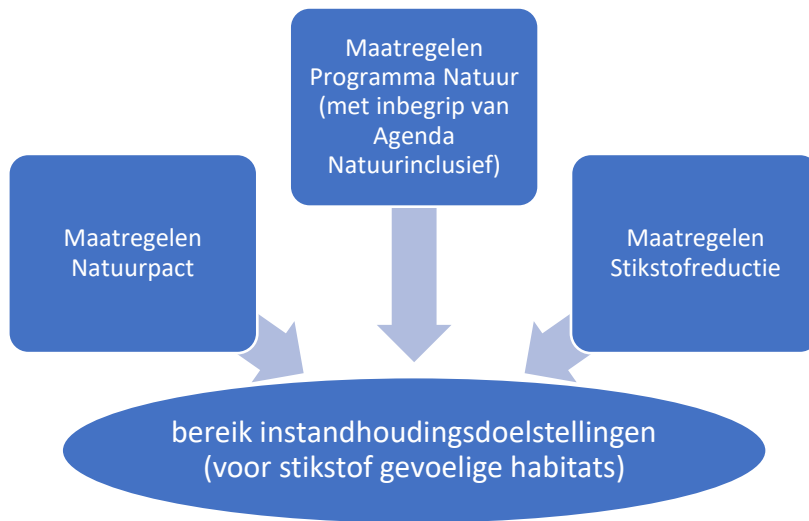 Maatregelen
Programma Natuur
(met inbegrip van
Agenda
Natuurinclusief)
Maatregelen
Natuurpact
Maatregelen
Stikstofreductie
bereik instandhoudingsdoelstellingen
(voor stikstof gevoelige habitats)